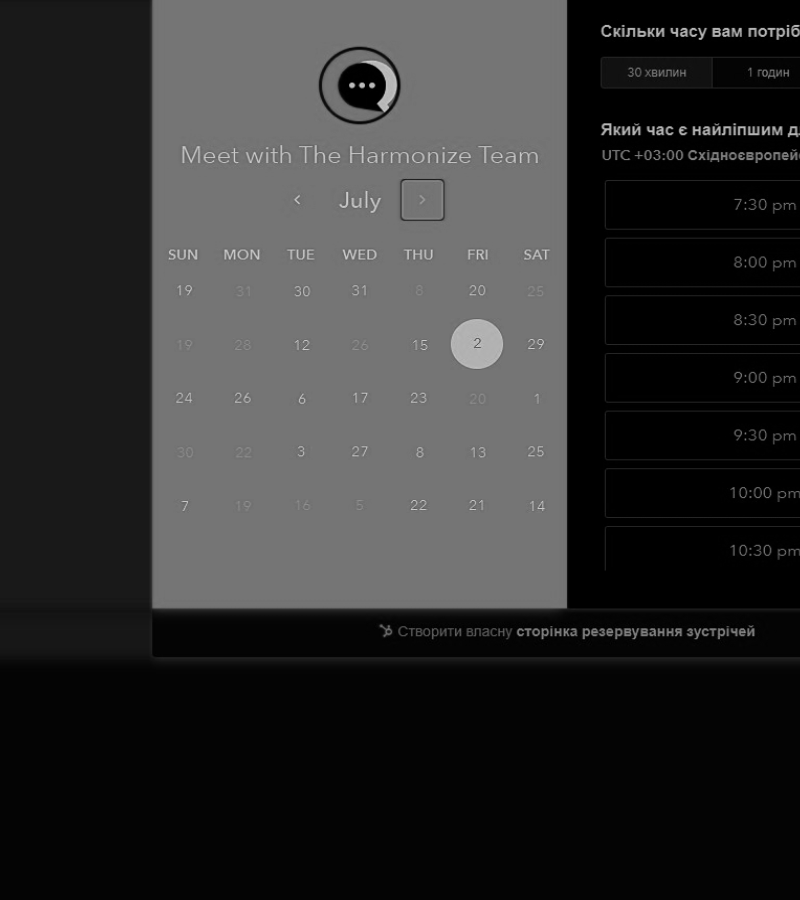 Meet with The Harmonize Team
July
SUN MON TUE WED THU FRI SAT
19 31 30 31 8 20 25
19 28 12 26 15 2 29
24 26 6 17 23 20 1
30 22 3 27 8 13 25
7 19 16 5 22 21 14
Скільки часу вам
30 хвилин 1 годин
Який час є найліпшим
UTC +03:00
7:30 pm
8:00 pm
8:30 pm
9:00 pm
9:30 pm
10:00 pm
10:30 pm
Створити власну сторінка резервування зустрічей